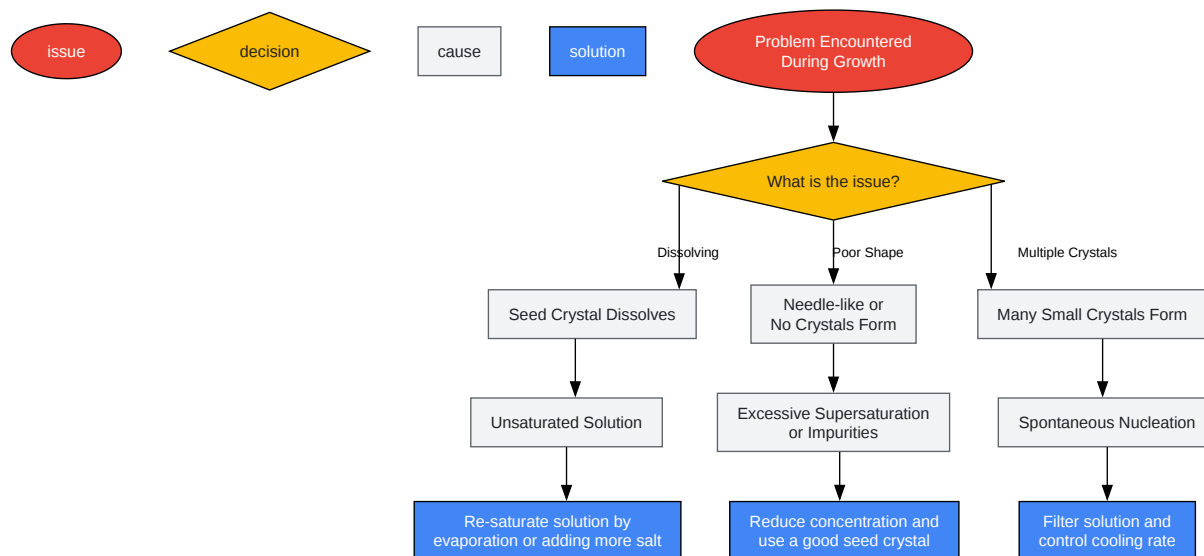 issue
decision
cause
solution
Problem Encountered
During Growth
What is the issue?
Dissolving
Poor Shape
Multiple Crystals
Seed Crystal Dissolves
Needle-like or
No Crystals Form
Many Small Crystals Form
Unsaturated Solution
Excessive Supersaturation
or Impurities
Spontaneous Nucleation
Re-saturate solution by
evaporation or adding more salt
Reduce concentration and
use a good seed crystal
Filter solution and
control cooling rate